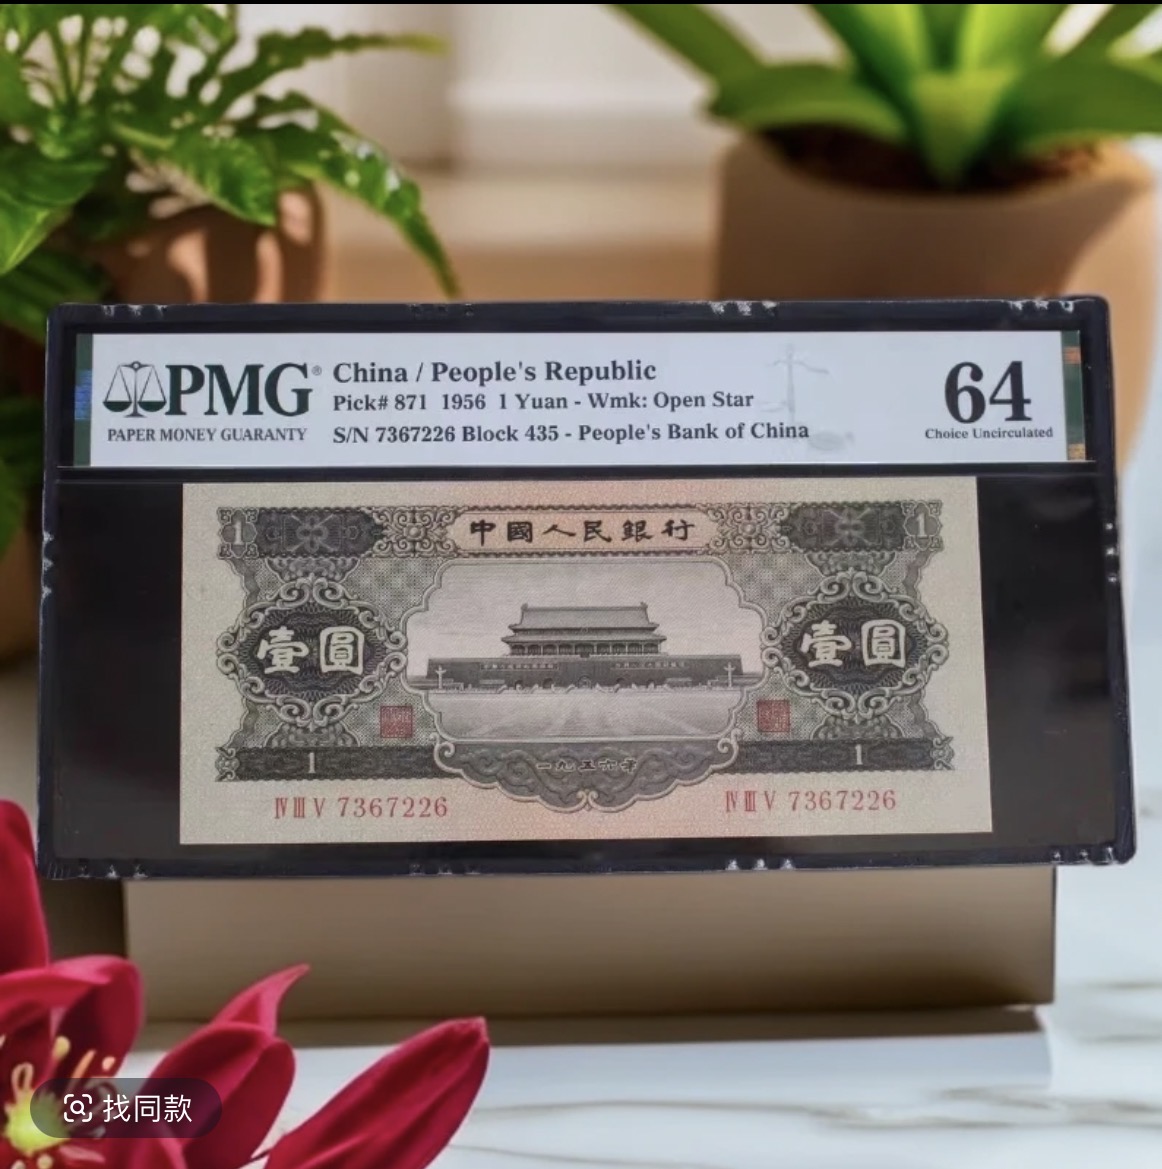 PMG®
PAPER MONEY GUARANTY
China / People's Republic
Pick# 871 1956 1 Yuan - Wmk: Open Star
S/N 7367226 Block 435 - People's Bank of China
64
Choice Uncirculated
1
中國人民銀行
1
壹圓
壹圓
1
一九五六年
1
ⅣⅢⅤ 7367226
ⅣⅢⅤ 7367226
找同款